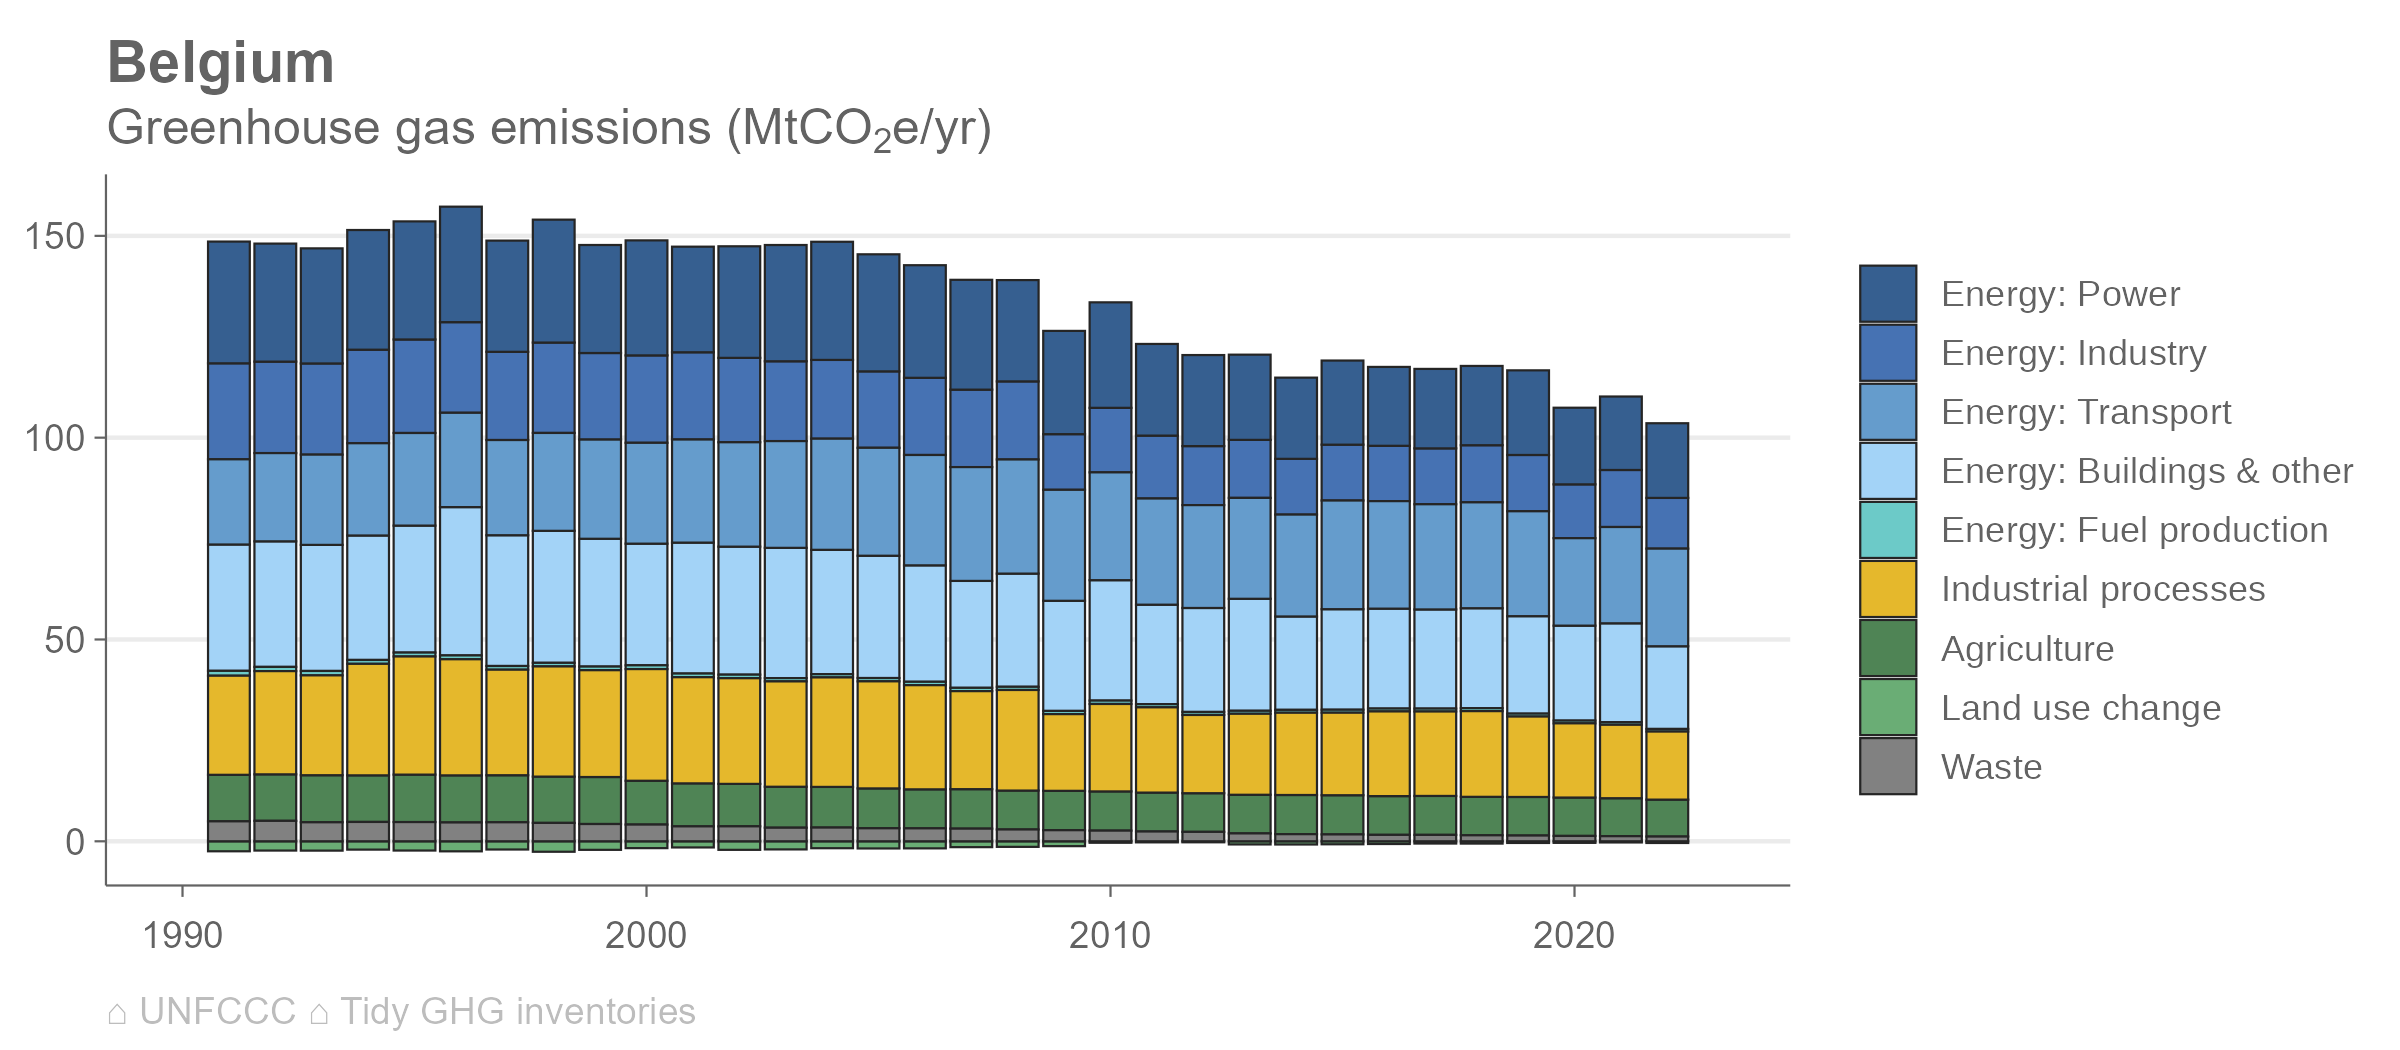 Belgium
Greenhouse gas emissions (MtCO₂e/yr)
150
100
50
0
1990 2000 2010 2020
Energy: Power
Energy: Industry
Energy: Transport
Energy: Buildings & other
Energy: Fuel production
Industrial processes
Agriculture
Land use change
Waste
⌂ UNFCCC ⌂ Tidy GHG inventories